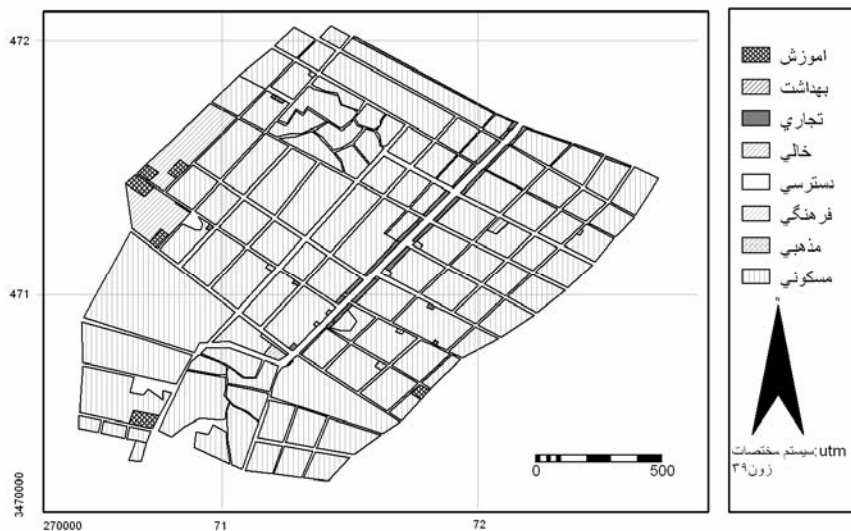 472
471
3470000
270000
71
72
0
500
اموزش
بهداشت
تجاري
خالي
دسترسي
فرهنگي
مذهبي
مسكوني
N
سيستم مختصات:utm
زون۳۹